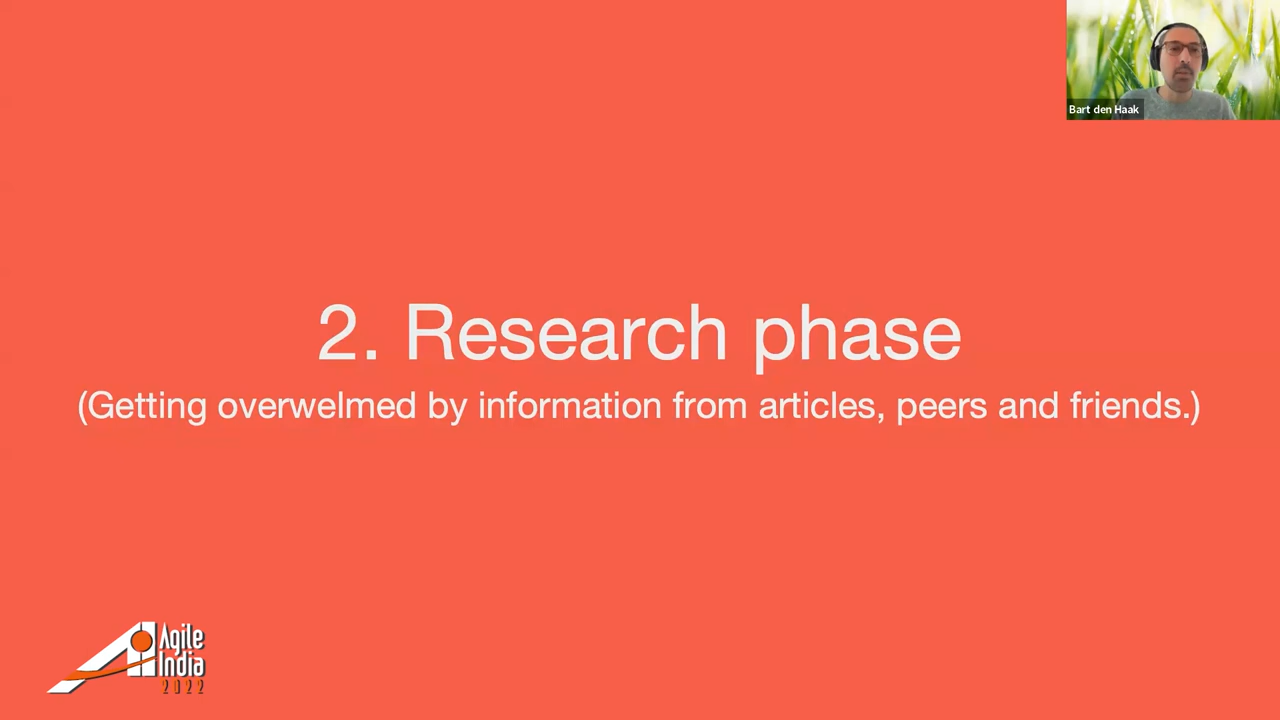 Bart den Haak
2. Research phase
(Getting overwelmed by information from articles, peers and friends.)
Agile
India
2022